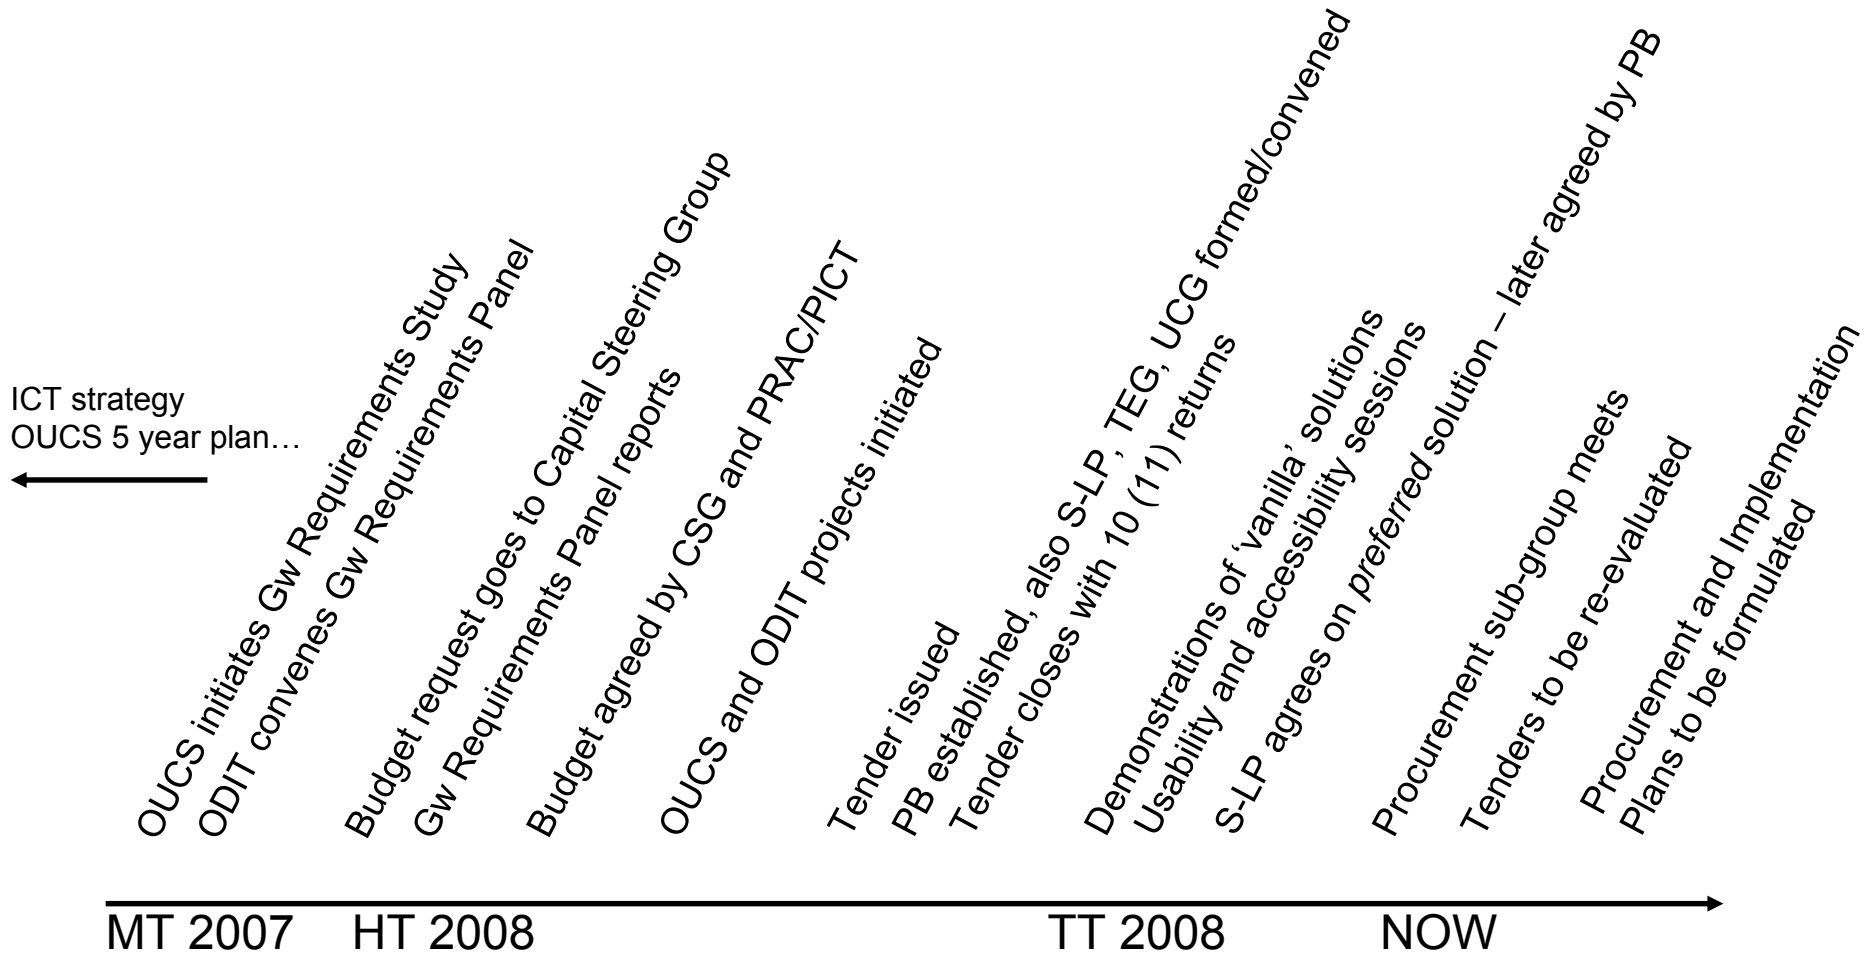 ICT strategy
OUCS 5 year plan…
OUCS initiates Gw Requirements Study
ODIT convenes Gw Requirements Panel
Budget request goes to Capital Steering Group
Gw Requirements Panel reports
Budget agreed by CSG and PRAC/PICT
OUCS and ODIT projects initiated
Tender issued
PB established, also S-LP, TEG, UCG formed/convened
Tender closes with 10 (11) returns
Demonstrations of ‘vanilla’ solutions
Usability and accessibility sessions
S-LP agrees on preferred solution – later agreed by PB
Procurement sub-group meets
Tenders to be re-evaluated
Procurement and Implementation
Plans to be formulated
MT 2007
HT 2008
TT 2008
NOW